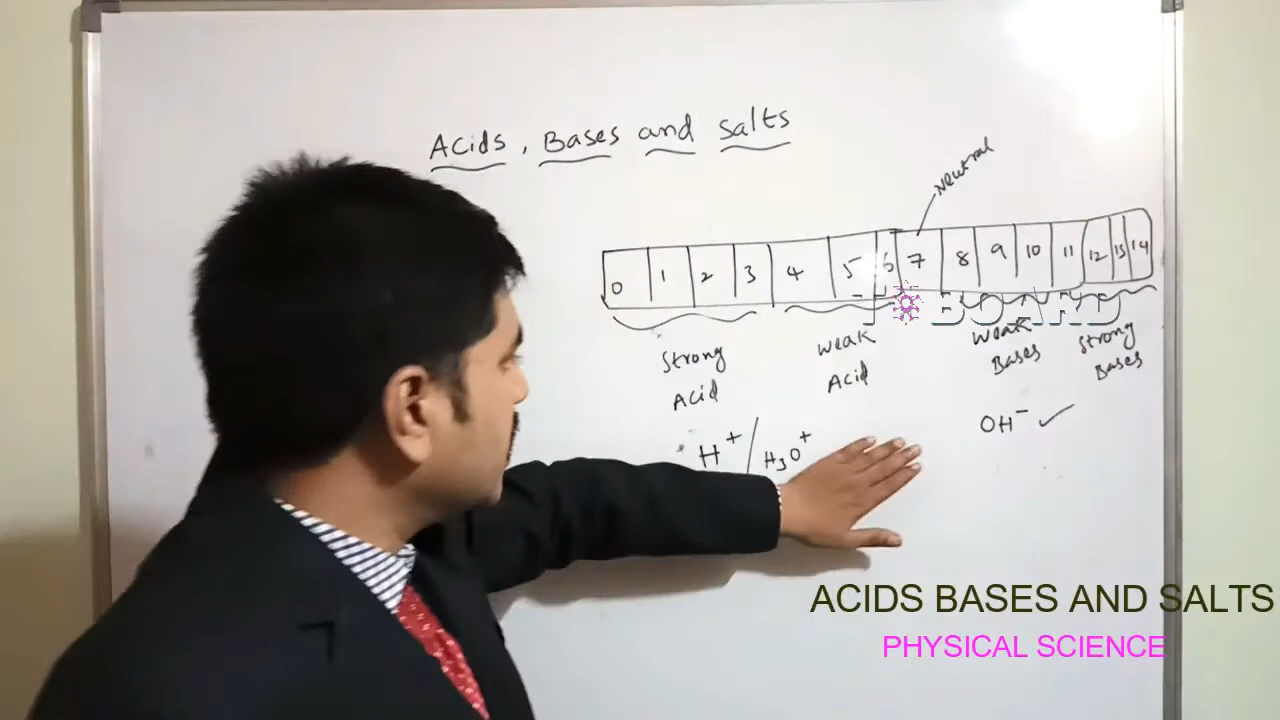 Acids, Bases and Salts
Neutral
0 1 2 3 4 5 6 7 8 9 10 11 12 13 14
Strong Acid
Weak Acid
Weak Bases
Strong Bases
H+ / H3O+
OH- ✓
BOARD
ACIDS BASES AND SALTS
PHYSICAL SCIENCE